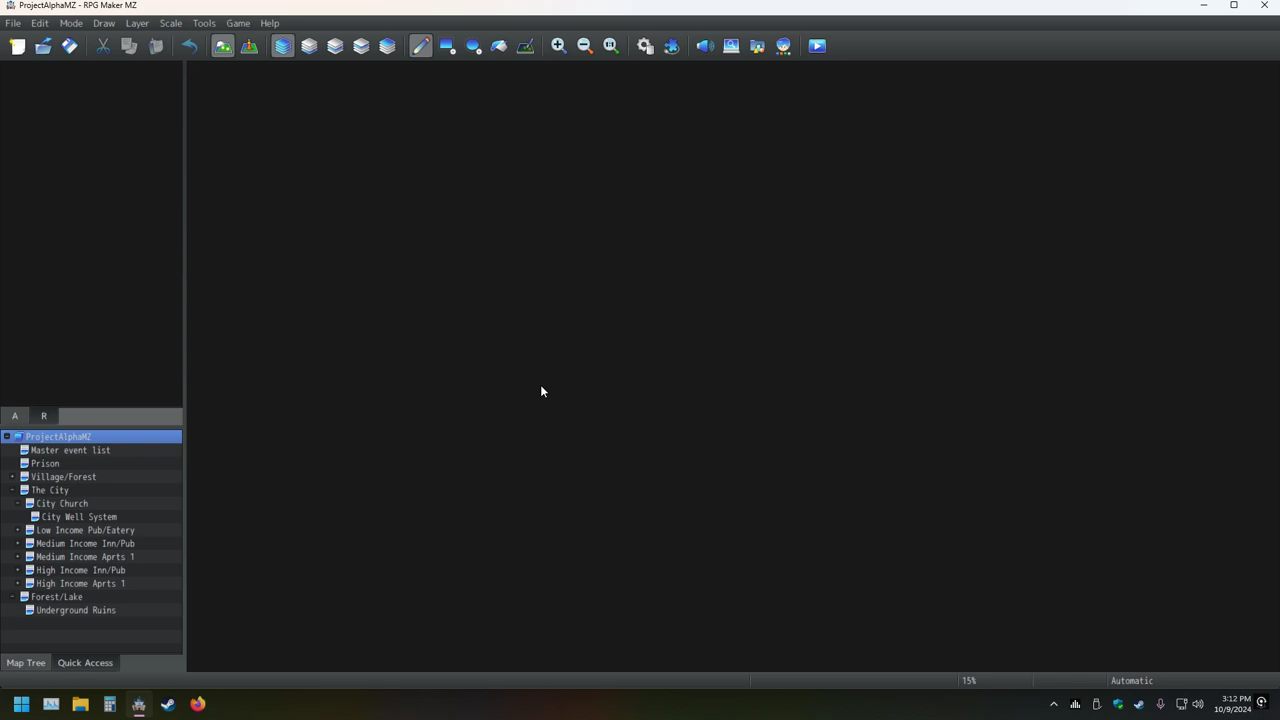 ProjectAlphaMZ - RPG Maker MZ
File Edit Mode Draw Layer Scale Tools Game Help
A R
ProjectAlphaMZ
Master event list
Prison
Village/Forest
The City
City Church
City Well System
Low Income Pub/Eatery
Medium Income Inn/Pub
Medium Income Aprts 1
High Income Inn/Pub
High Income Aprts 1
Forest/Lake
Underground Ruins
Map Tree Quick Access
15% Automatic
3:12 PM
10/9/2024